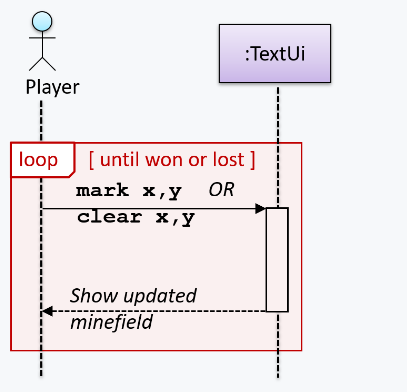 Player
:TextUi
loop [ until won or lost ]
mark x,y OR
clear x,y
Show updated
minefield